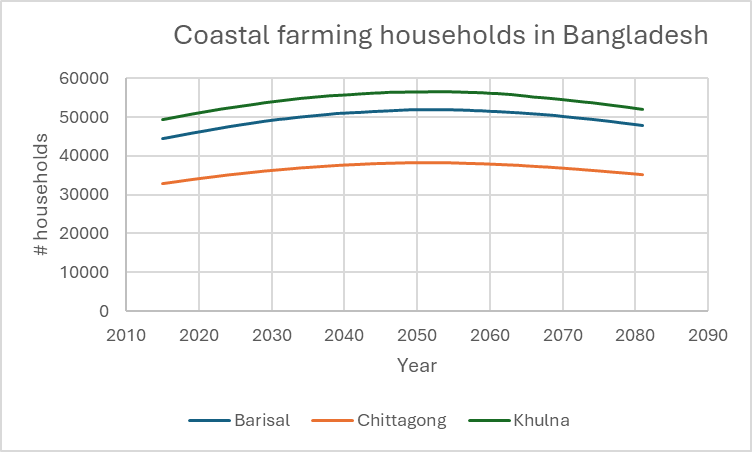 Coastal farming households in Bangladesh
60000
50000
40000
30000
20000
10000
0
# households
2010 2020 2030 2040 2050 2060 2070 2080 2090
Year
Barisal Chittagong Khulna